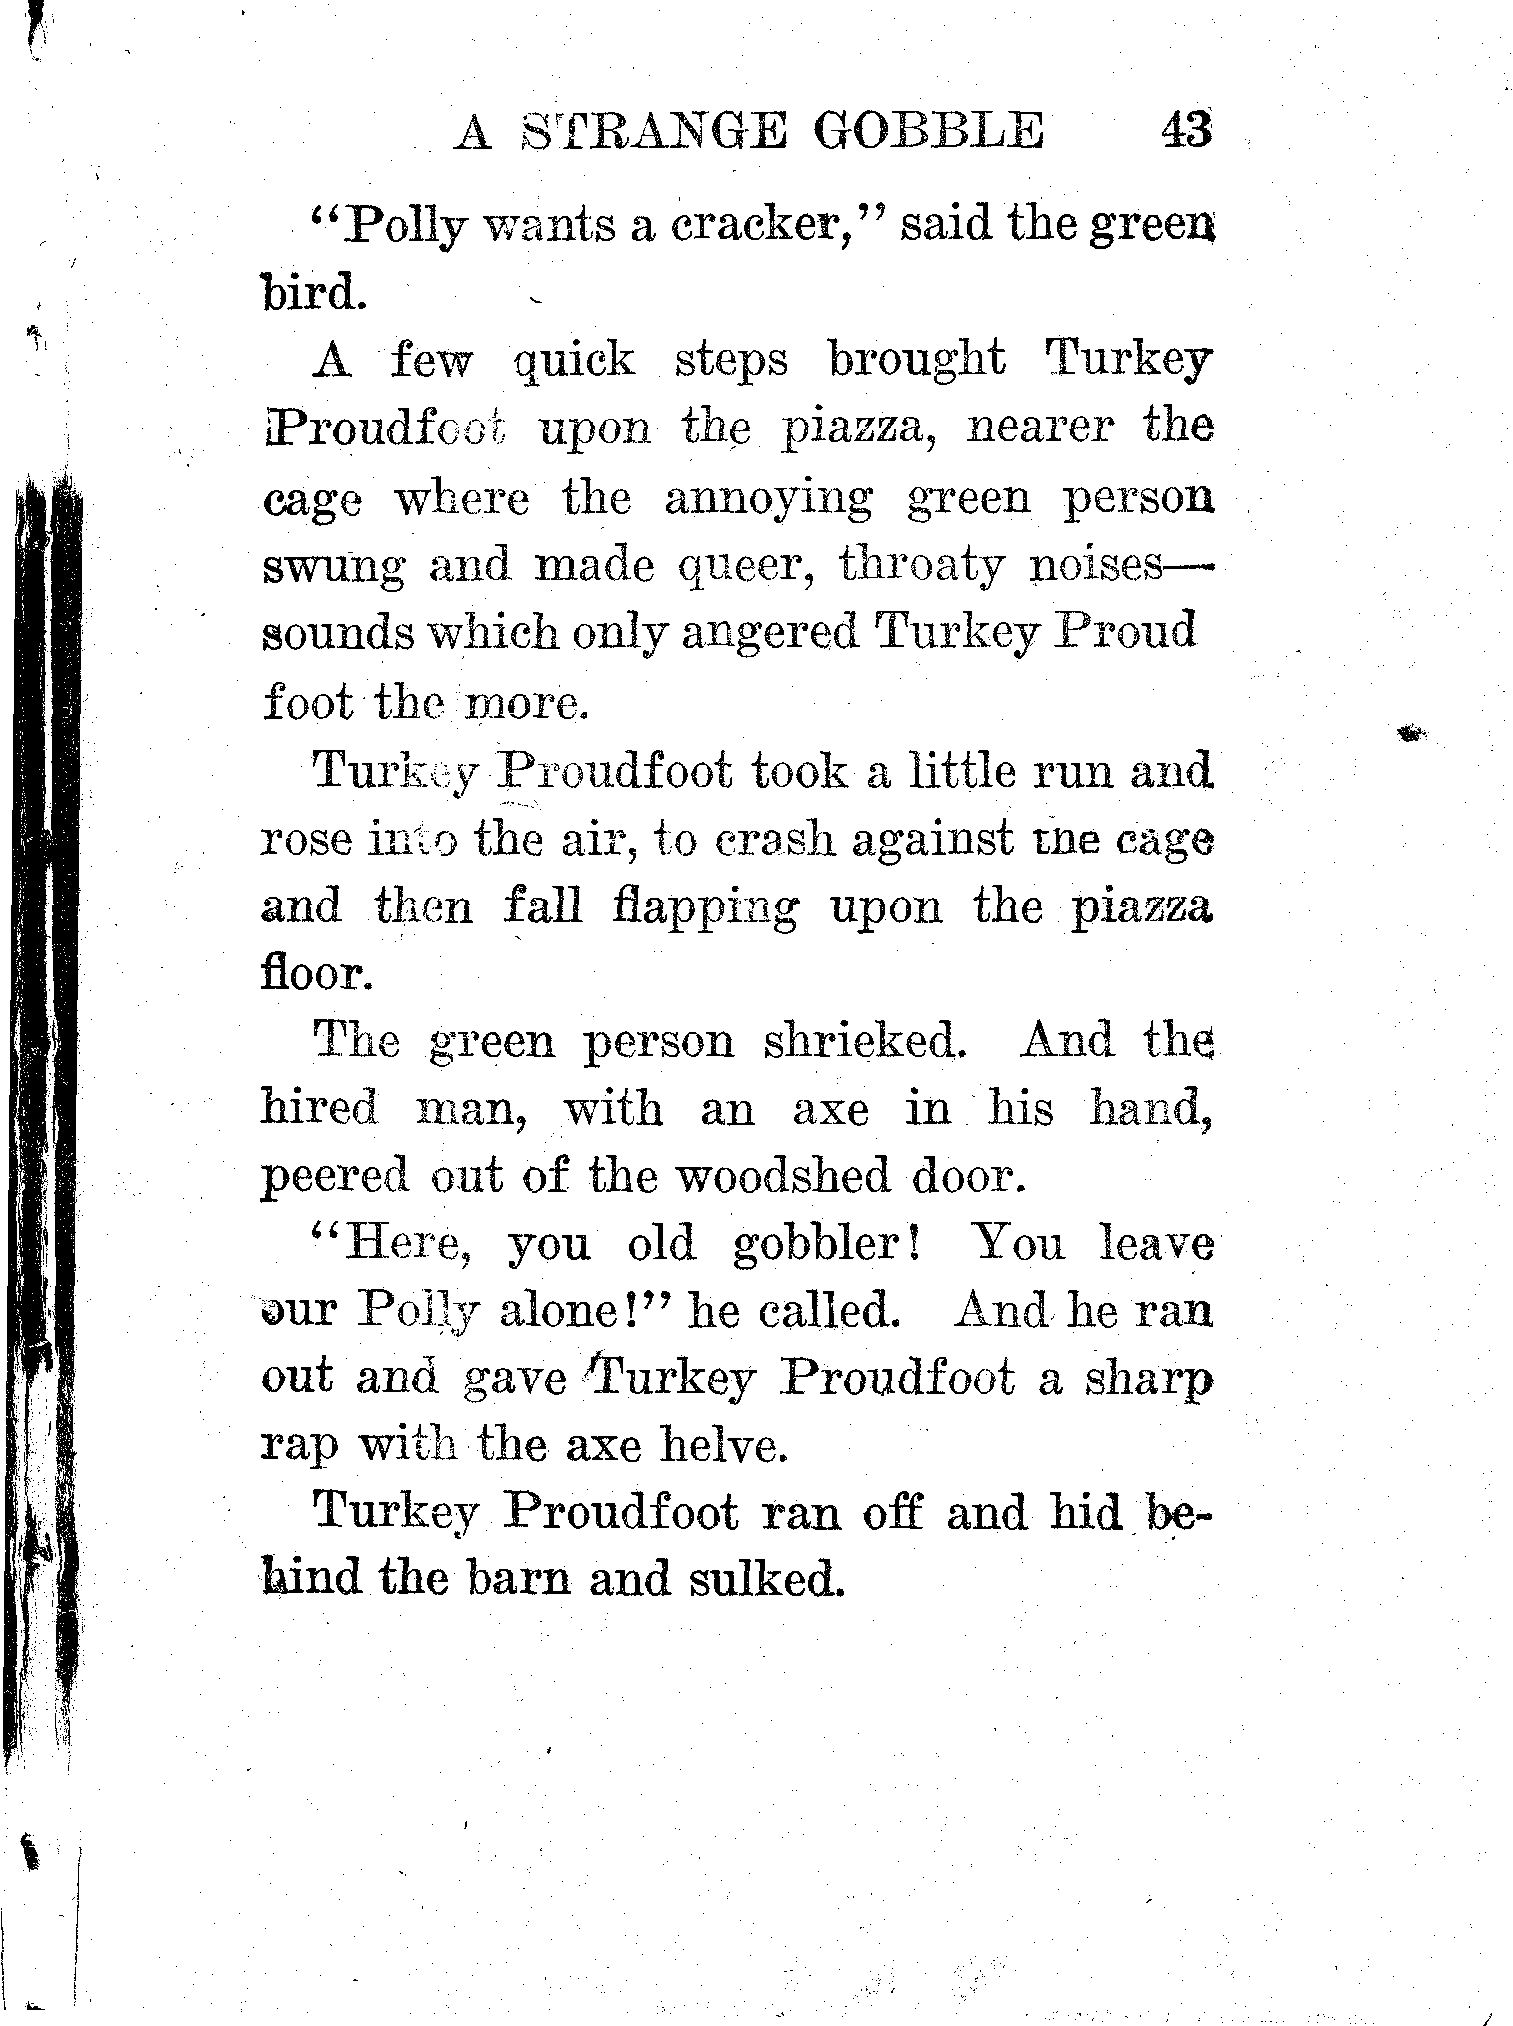 A STRANGE GOBBLE 43
"Polly wants a cracker," said the green
bird.
A few quick steps brought Turkey
Proudfoot upon the piazza, nearer the
cage where the annoying green person
swung and made queer, throaty noises—
sounds which only angered Turkey Proud
foot the more.
Turkey Proudfoot took a little run and
rose into the air, to crash against the cage
and then fall flapping upon the piazza
floor.
The green person shrieked. And the
hired man, with an axe in his hand,
peered out of the woodshed door.
"Here, you old gobbler! You leave
our Polly alone!" he called. And he ran
out and gave Turkey Proudfoot a sharp
rap with the axe helve.
Turkey Proudfoot ran off and hid be-
hind the barn and sulked.